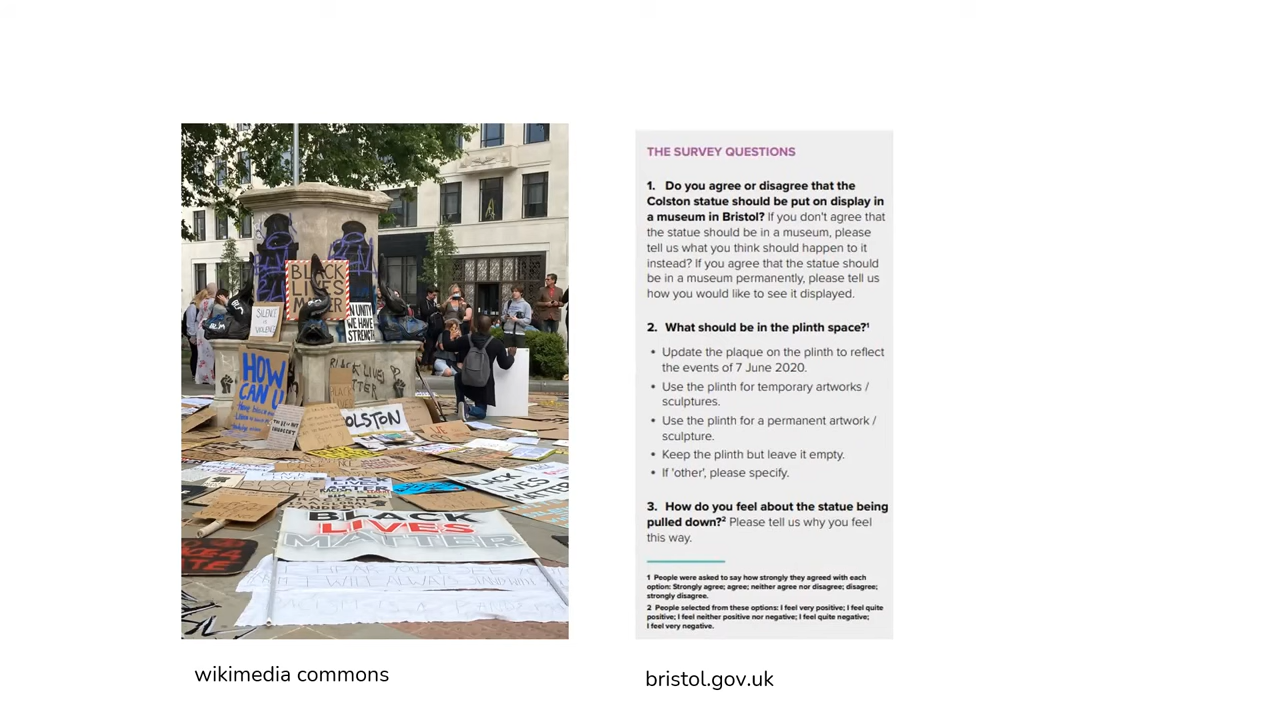 BLACK
LIVES
MATTER
SILENCE
IS
VIOLENCE
IN UNITY
WE HAVE
STRENGTH
HOW
CAN U
BLACK LIVES
MATTER
COLSTON
BLACK
LIVES
MATTER
BLACK
LIVES
MATTER
BLACK
LIVES
MATTER
wikimedia commons
THE SURVEY QUESTIONS
1. Do you agree or disagree that the
Colston statue should be put on display in
a museum in Bristol? If you don't agree that
the statue should be in a museum, please
tell us what you think should happen to it
instead? If you agree that the statue should
be in a museum permanently, please tell us
how you would like to see it displayed.
2. What should be in the plinth space?¹
• Update the plaque on the plinth to reflect
the events of 7 June 2020.
• Use the plinth for temporary artworks /
sculptures.
• Use the plinth for a permanent artwork /
sculpture.
• Keep the plinth but leave it empty.
• If 'other', please specify.
3. How do you feel about the statue being
pulled down?² Please tell us why you feel
this way.
1 People were asked to say how strongly they agreed with each
option: Strongly agree; agree; neither agree nor disagree; disagree;
strongly disagree.
2 People selected from these options: I feel very positive; I feel quite
positive; I feel neither positive nor negative; I feel quite negative;
I feel very negative.
bristol.gov.uk